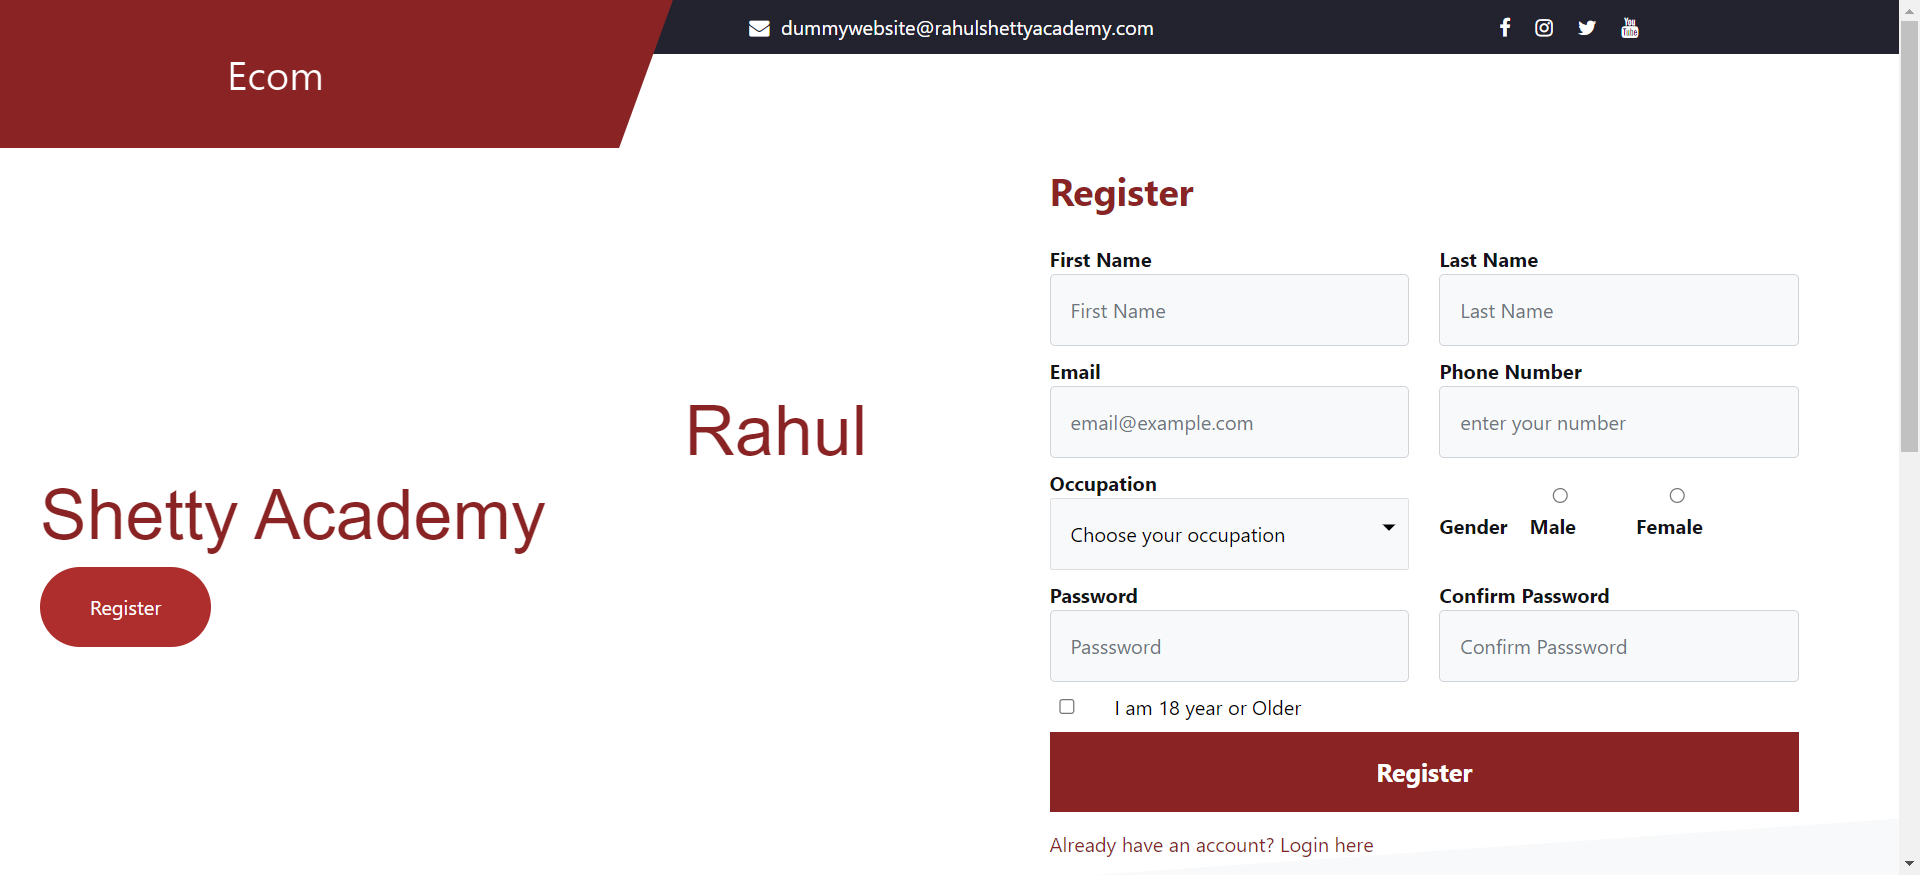 dummywebsite@rahulshettyacademy.com
Ecom
Rahul
Shetty Academy
Register
Register
First Name
Last Name
First Name
Last Name
Email
Phone Number
email@example.com
enter your number
Occupation
Choose your occupation
Gender
Male
Female
Password
Confirm Password
Passsword
Confirm Passsword
I am 18 year or Older
Register
Already have an account? Login here